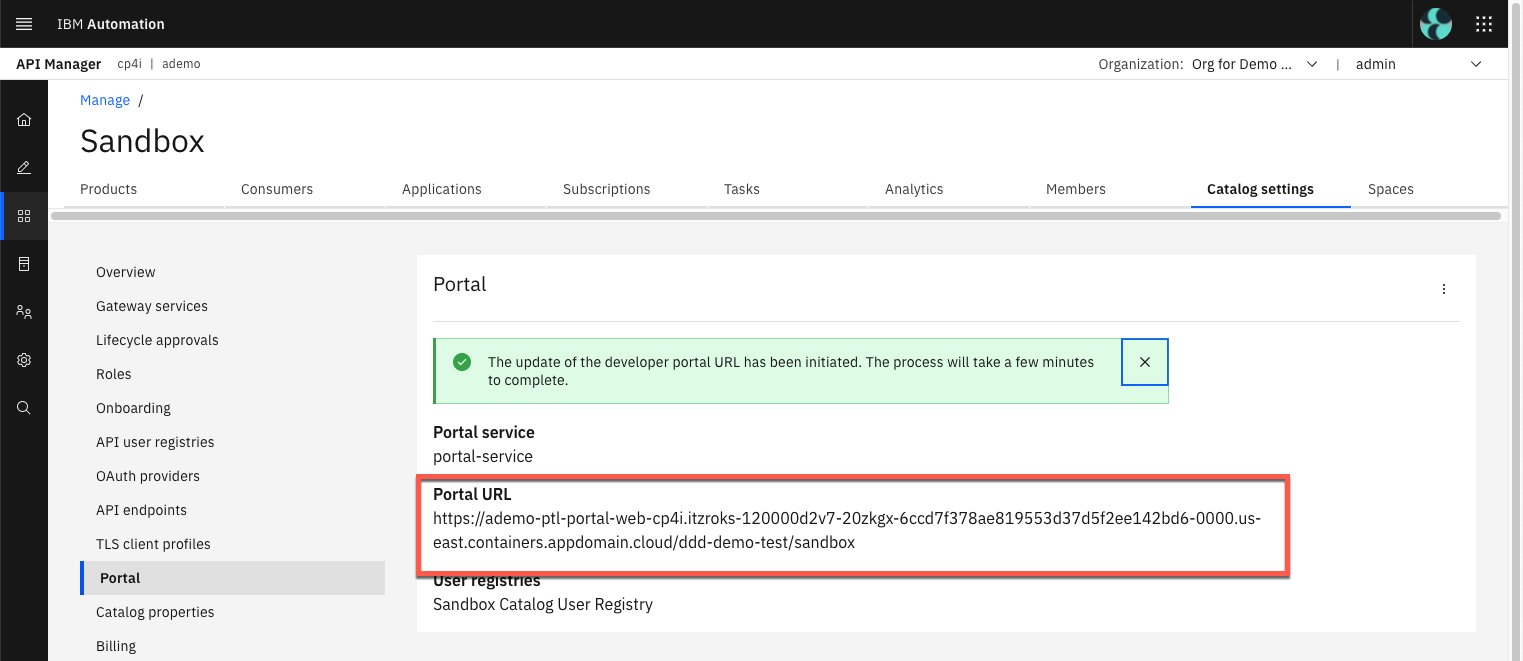 IBM Automation
API Manager cp4i | ademo Organization: Org for Demo ... | admin
Manage /
Sandbox
Products Consumers Applications Subscriptions Tasks Analytics Members Catalog settings Spaces
Overview
Gateway services
Lifecycle approvals
Roles
Onboarding
API user registries
OAuth providers
API endpoints
TLS client profiles
Portal
Catalog properties
Billing
Portal
The update of the developer portal URL has been initiated. The process will take a few minutes
to complete.
Portal service
portal-service
Portal URL
https://ademo-ptl-portal-web-cp4i.itzroks-120000d2v7-20zkgx-6ccd7f378ae819553d37d5f2ee142bd6-0000.us-
east.containers.appdomain.cloud/ddd-demo-test/sandbox
User registries
Sandbox Catalog User Registry